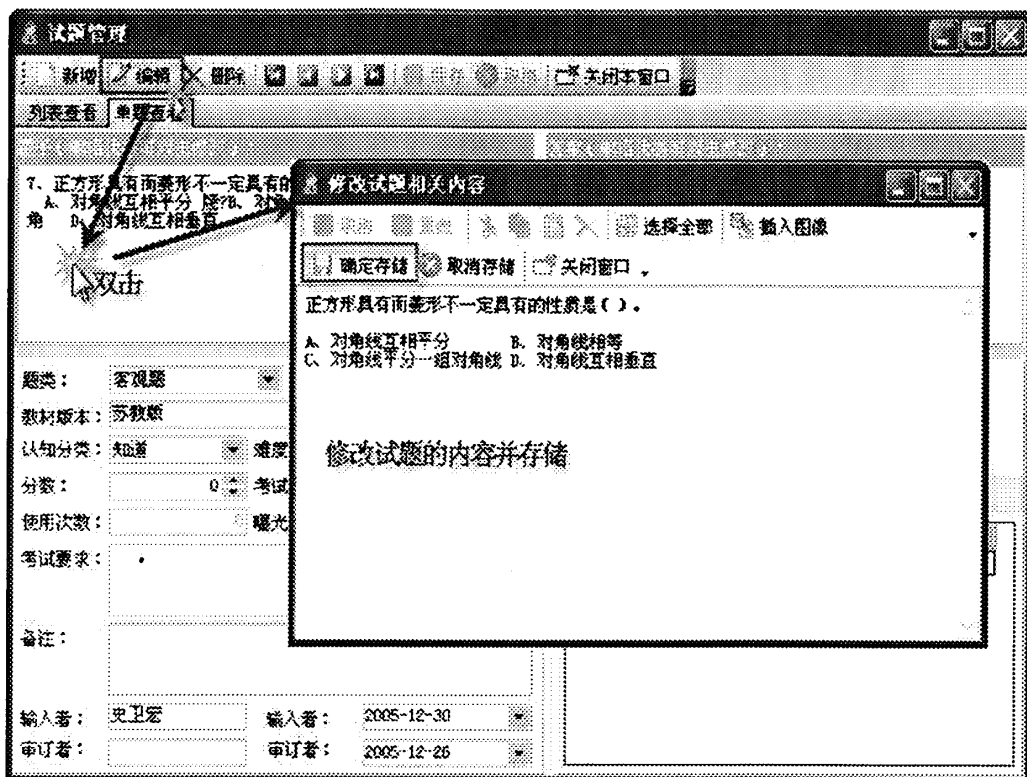 试题管理
新增 编辑 删除 关闭本窗口
列表查看 单题查看
7、正方形具有而菱形不一定具有的
A、对角线互相平分
角 D、对角线互相垂直
双击
修改试题相关内容
选择全部 插入图像
确定存储 取消存储 关闭窗口
正方形具有而菱形不一定具有的性质是( )。
A、对角线互相平分 B、对角线相等
C、对角线平分一组对角线 D、对角线互相垂直
修改试题的内容并存储
题类： 客观题
教材版本： 苏教版
认知分类： 知道 难度
分数： 0 考试
使用次数： 曝光
考试要求：
备注：
输入者： 史卫宏 输入者： 2005-12-30
审订者： 审订者： 2005-12-26